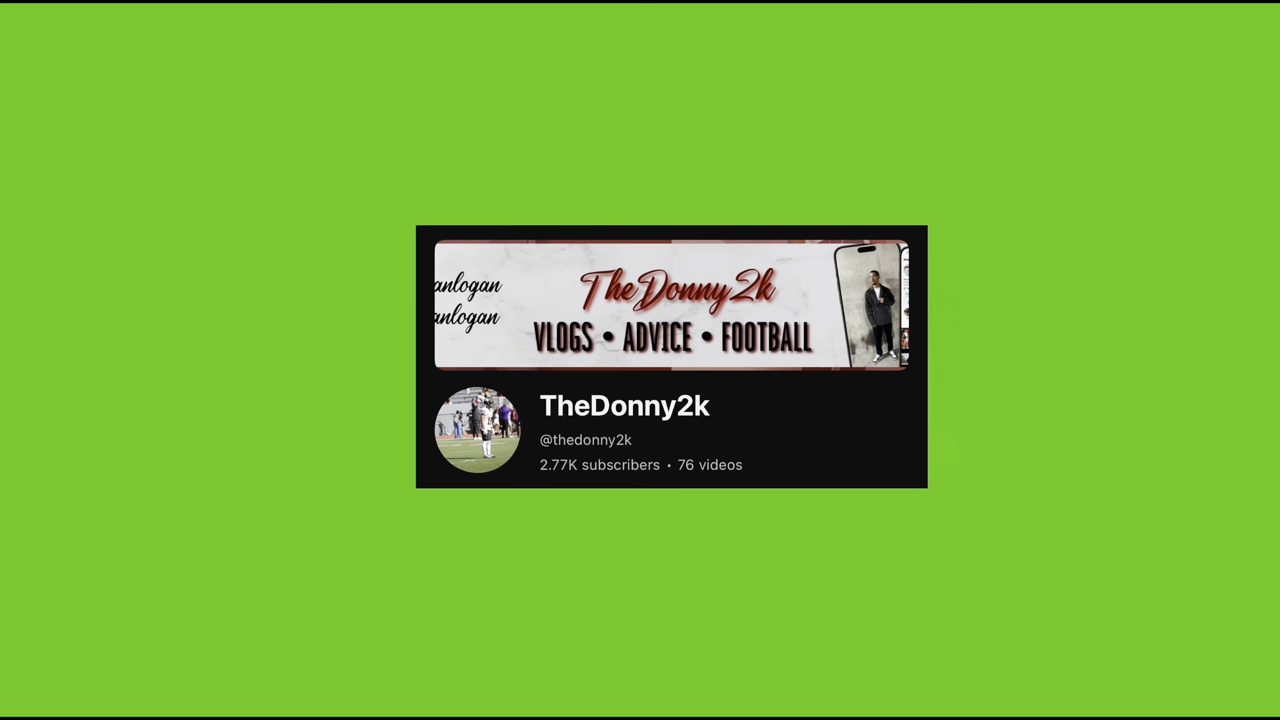 anlogan
anlogan
TheDonny2k
VLOGS • ADVICE • FOOTBALL
TheDonny2k
@thedonny2k
2.77K subscribers • 76 videos